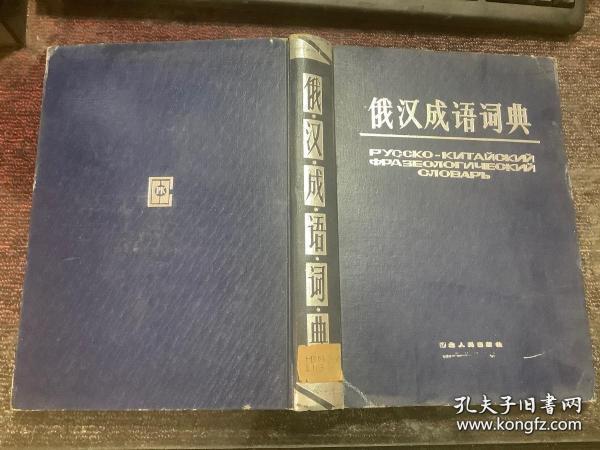 俄汉成语词典
РУССКО-КИТАЙСКИЙ
ФРАЗЕОЛОГИЧЕСКИЙ
СЛОВАРЬ
俄·汉·成·语·词·典
孔夫子旧书网
www.kongfz.com